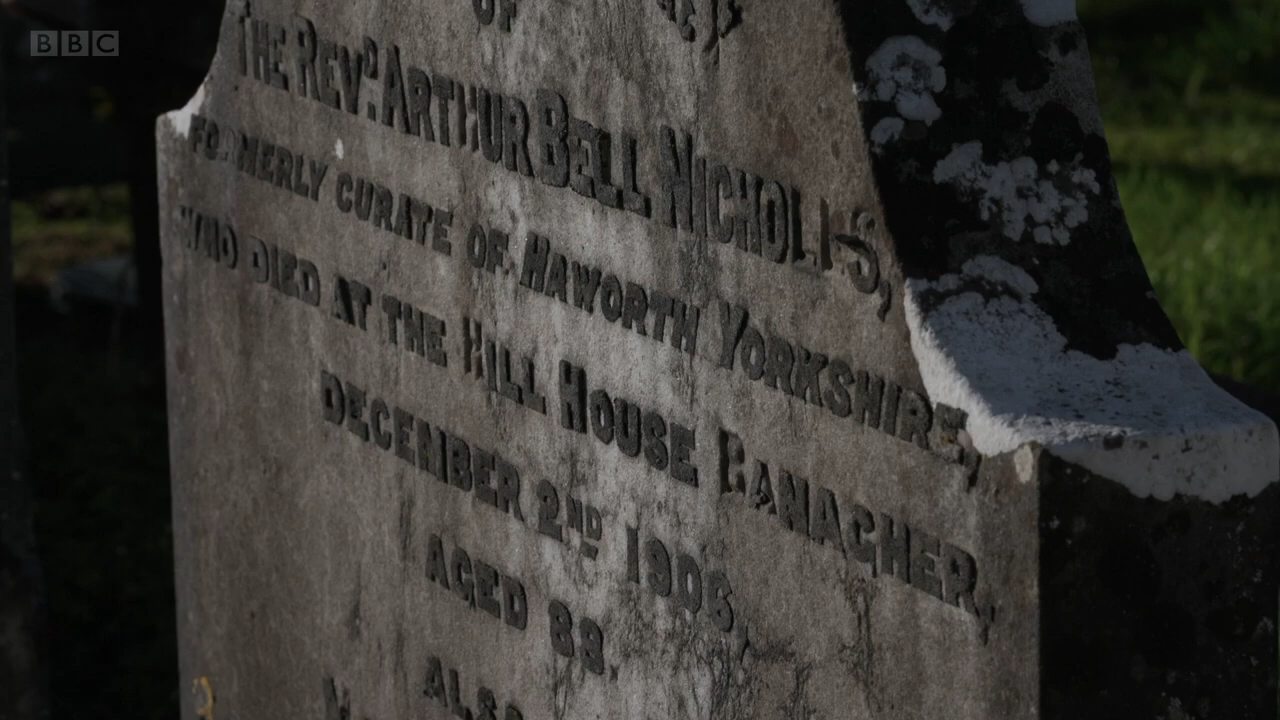 BBC
OF
THE REVD. ARTHUR BELL NICHOLLS,
FORMERLY CURATE OF HAWORTH YORKSHIRE,
WHO DIED AT THE HILL HOUSE BANAGHER,
DECEMBER 2ND 1906,
AGED 88.
ALSO